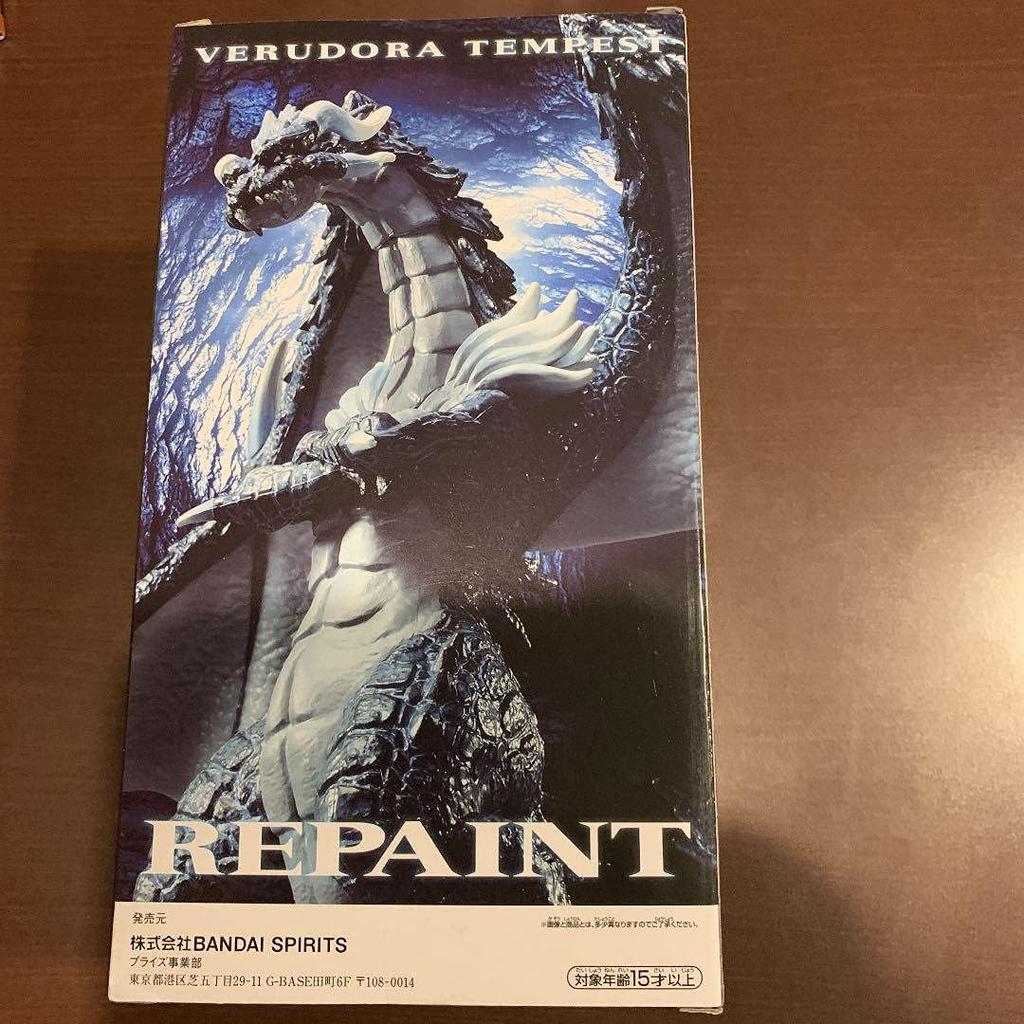 VERUDORA TEMPEST
REPAINT
発売元
※画像と商品とは、多少異なりますのでご了承ください。
株式会社BANDAI SPIRITS
プライズ事業部
東京都港区芝五丁目29-11 G-BASE田町6F 〒108-0014
対象年齢15才以上